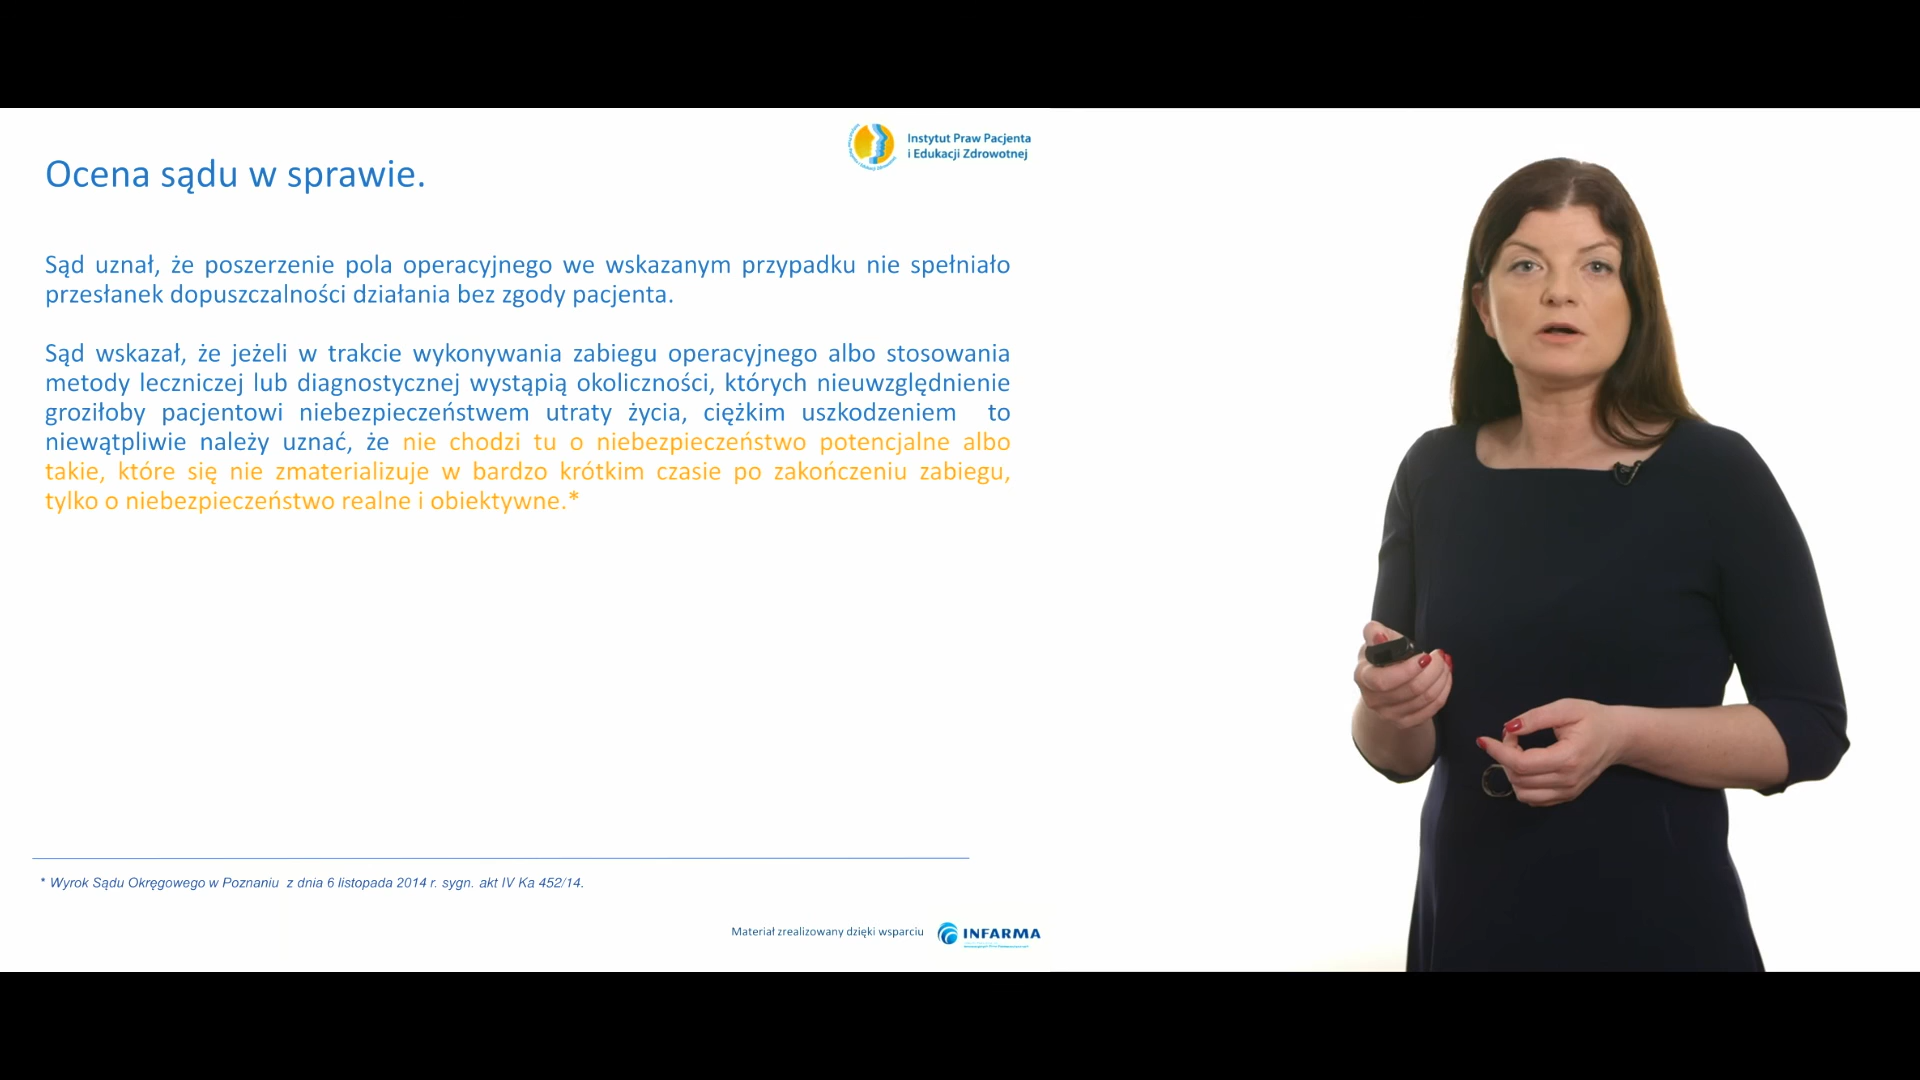 Instytut Praw Pacjenta
i Edukacji Zdrowotnej
Ocena sądu w sprawie.
Sąd uznał, że poszerzenie pola operacyjnego we wskazanym przypadku nie spełniało
przesłanek dopuszczalności działania bez zgody pacjenta.
Sąd wskazał, że jeżeli w trakcie wykonywania zabiegu operacyjnego albo stosowania
metody leczniczej lub diagnostycznej wystąpią okoliczności, których nieuwzględnienie
groziłoby pacjentowi niebezpieczeństwem utraty życia, ciężkim uszkodzeniem to
niewątpliwie należy uznać, że nie chodzi tu o niebezpieczeństwo potencjalne albo
takie, które się nie zmaterializuje w bardzo krótkim czasie po zakończeniu zabiegu,
tylko o niebezpieczeństwo realne i obiektywne.*
* Wyrok Sądu Okręgowego w Poznaniu z dnia 6 listopada 2014 r. sygn. akt IV Ka 452/14.
Materiał zrealizowany dzięki wsparciu
INFARMA